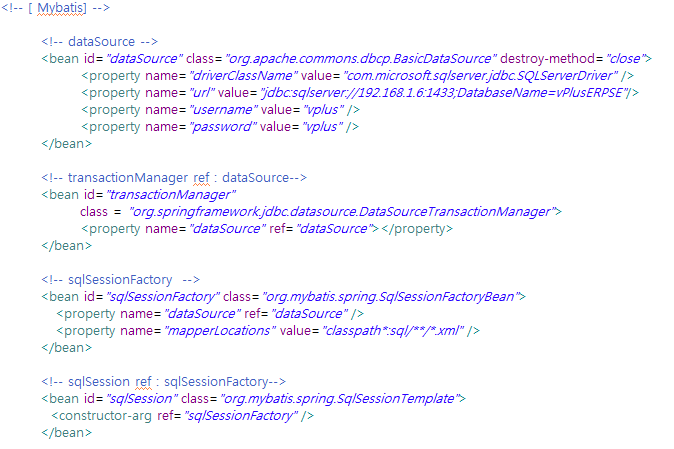 <!-- [ Mybatis] -->
<!-- dataSource -->
<bean id="dataSource" class="org.apache.commons.dbcp.BasicDataSource" destroy-method="close">
<property name="driverClassName" value="com.microsoft.sqlserver.jdbc.SQLServerDriver" />
<property name="url" value="jdbc:sqlserver://192.168.1.6:1433;DatabaseName=vPlusERPSE"/>
<property name="username" value="vplus" />
<property name="password" value="vplus" />
</bean>
<!-- transactionManager ref : dataSource-->
<bean id="transactionManager"
class = "org.springframework.jdbc.datasource.DataSourceTransactionManager">
<property name="dataSource" ref="dataSource"></property>
</bean>
<!-- sqlSessionFactory -->
<bean id="sqlSessionFactory" class="org.mybatis.spring.SqlSessionFactoryBean">
<property name="dataSource" ref="dataSource" />
<property name="mapperLocations" value="classpath*:sql/**/*.xml" />
</bean>
<!-- sqlSession ref : sqlSessionFactory-->
<bean id="sqlSession" class="org.mybatis.spring.SqlSessionTemplate">
<constructor-arg ref="sqlSessionFactory" />
</bean>